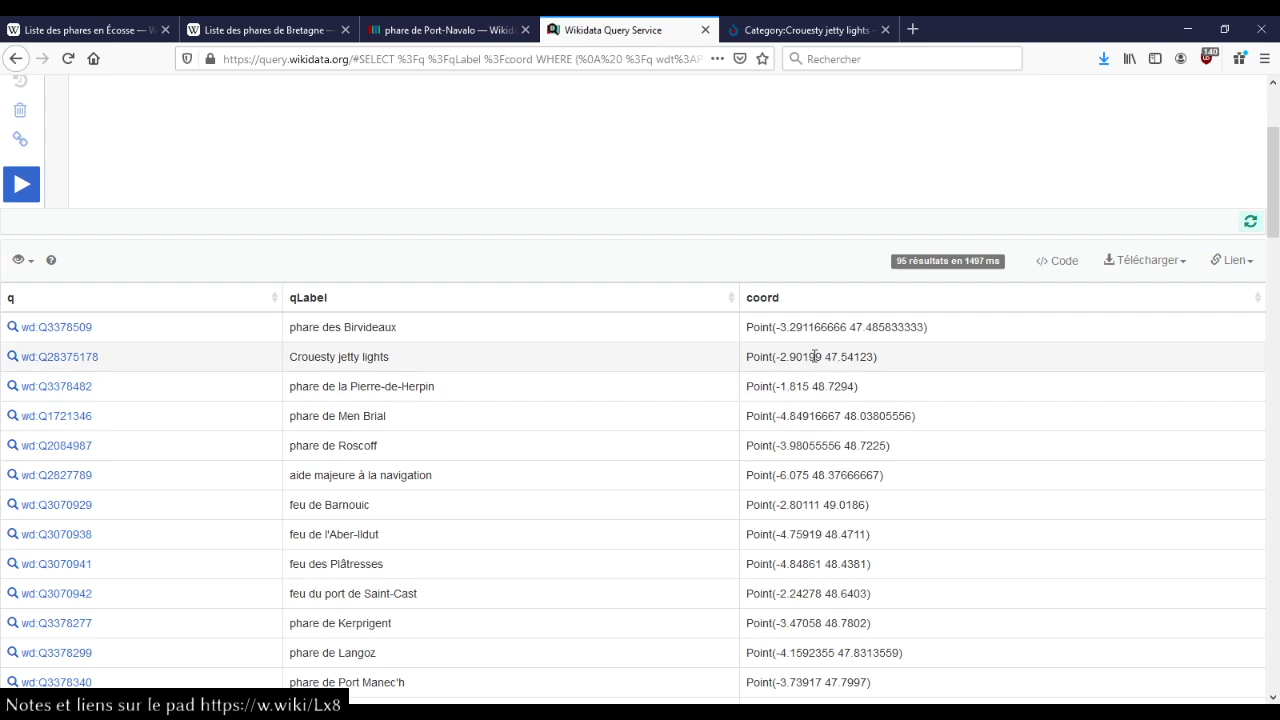 Liste des phares en Écosse — W
Liste des phares de Bretagne —
phare de Port-Navalo — Wikid
Wikidata Query Service
Category:Crouesty jetty lights -
https://query.wikidata.org/#SELECT %3Fq %3FqLabel %3Fcoord WHERE {%0A%20 %3Fq wdt%3AP
Rechercher
140
95 résultats en 1497 ms
</> Code
Télécharger
Lien
q qLabel coord
wd:Q3378509 phare des Birvideaux Point(-3.291166666 47.485833333)
wd:Q28375178 Crouesty jetty lights Point(-2.90199 47.54123)
wd:Q3378482 phare de la Pierre-de-Herpin Point(-1.815 48.7294)
wd:Q1721346 phare de Men Brial Point(-4.84916667 48.03805556)
wd:Q2084987 phare de Roscoff Point(-3.98055556 48.7225)
wd:Q2827789 aide majeure à la navigation Point(-6.075 48.37666667)
wd:Q3070929 feu de Barnouic Point(-2.80111 49.0186)
wd:Q3070938 feu de l'Aber-Ildut Point(-4.75919 48.4711)
wd:Q3070941 feu des Plâtresses Point(-4.84861 48.4381)
wd:Q3070942 feu du port de Saint-Cast Point(-2.24278 48.6403)
wd:Q3378277 phare de Kerprigent Point(-3.47058 48.7802)
wd:Q3378299 phare de Langoz Point(-4.1592355 47.8313559)
wd:Q3378340 phare de Port Manec'h Point(-3.73917 47.7997)
Notes et liens sur le pad https://w.wiki/Lx8